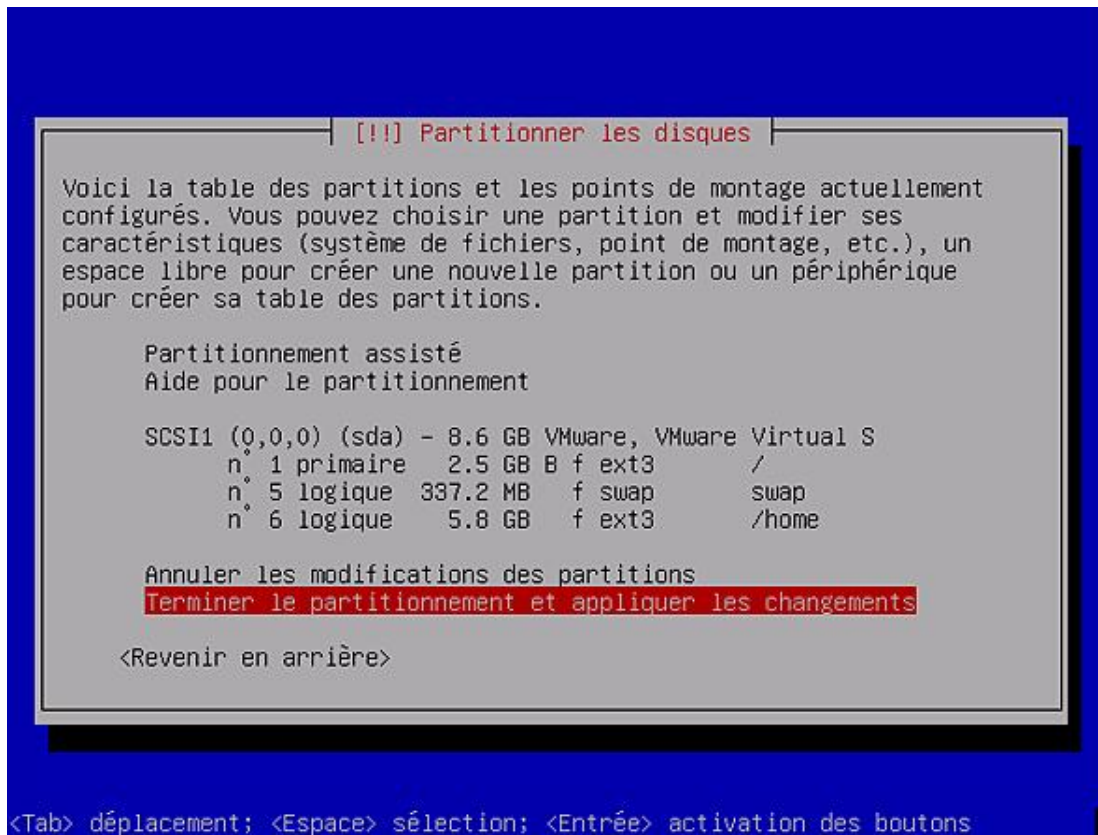 [!!] Partitionner les disques
Voici la table des partitions et les points de montage actuellement
configurés. Vous pouvez choisir une partition et modifier ses
caractéristiques (système de fichiers, point de montage, etc.), un
espace libre pour créer une nouvelle partition ou un périphérique
pour créer sa table des partitions.
Partitionnement assisté
Aide pour le partitionnement
SCSI1 (0,0,0) (sda) - 8.6 GB VMware, VMware Virtual S
n° 1 primaire 2.5 GB B f ext3 /
n° 5 logique 337.2 MB f swap swap
n° 6 logique 5.8 GB f ext3 /home
Annuler les modifications des partitions
Terminer le partitionnement et appliquer les changements
<Revenir en arrière>
<Tab> déplacement; <Espace> sélection; <Entrée> activation des boutons